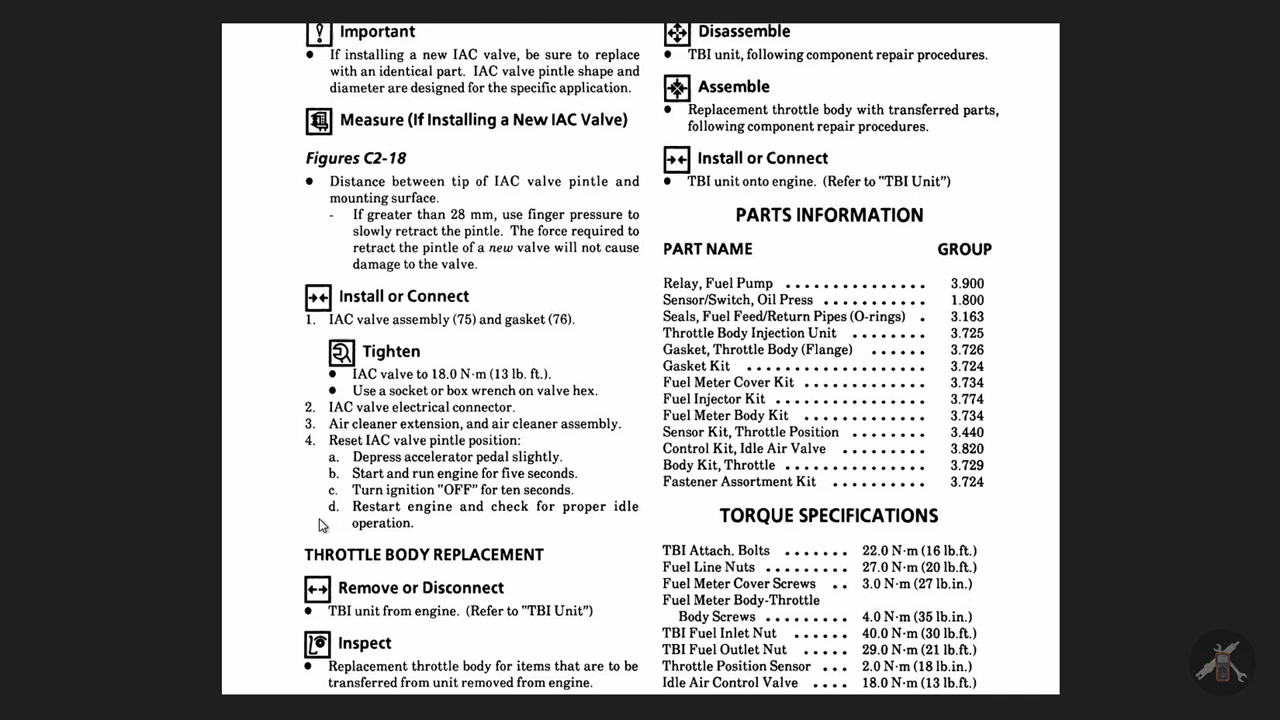 Important
● If installing a new IAC valve, be sure to replace
with an identical part. IAC valve pintle shape and
diameter are designed for the specific application.
Measure (If Installing a New IAC Valve)
Figures C2-18
● Distance between tip of IAC valve pintle and
mounting surface.
- If greater than 28 mm, use finger pressure to
slowly retract the pintle. The force required to
retract the pintle of a new valve will not cause
damage to the valve.
Install or Connect
1. IAC valve assembly (75) and gasket (76).
Tighten
● IAC valve to 18.0 N·m (13 lb. ft.).
● Use a socket or box wrench on valve hex.
2. IAC valve electrical connector.
3. Air cleaner extension, and air cleaner assembly.
4. Reset IAC valve pintle position:
a. Depress accelerator pedal slightly.
b. Start and run engine for five seconds.
c. Turn ignition "OFF" for ten seconds.
d. Restart engine and check for proper idle
operation.
THROTTLE BODY REPLACEMENT
Remove or Disconnect
● TBI unit from engine. (Refer to "TBI Unit")
Inspect
● Replacement throttle body for items that are to be
transferred from unit removed from engine.
Disassemble
● TBI unit, following component repair procedures.
Assemble
● Replacement throttle body with transferred parts,
following component repair procedures.
Install or Connect
● TBI unit onto engine. (Refer to "TBI Unit")
PARTS INFORMATION
PART NAME GROUP
Relay, Fuel Pump . . . . . . . . . . . . . . . 3.900
Sensor/Switch, Oil Press . . . . . . . . . . . 1.800
Seals, Fuel Feed/Return Pipes (O-rings) . 3.163
Throttle Body Injection Unit . . . . . . . . . 3.725
Gasket, Throttle Body (Flange) . . . . . . 3.726
Gasket Kit . . . . . . . . . . . . . . . . . . . 3.724
Fuel Meter Cover Kit . . . . . . . . . . . . . 3.734
Fuel Injector Kit . . . . . . . . . . . . . . . . 3.774
Fuel Meter Body Kit . . . . . . . . . . . . . 3.734
Sensor Kit, Throttle Position . . . . . . . . 3.440
Control Kit, Idle Air Valve . . . . . . . . . 3.820
Body Kit, Throttle . . . . . . . . . . . . . . . 3.729
Fastener Assortment Kit . . . . . . . . . . 3.724
TORQUE SPECIFICATIONS
TBI Attach. Bolts . . . . . . . 22.0 N·m (16 lb.ft.)
Fuel Line Nuts . . . . . . . . . 27.0 N·m (20 lb.ft.)
Fuel Meter Cover Screws . . 3.0 N·m (27 lb.in.)
Fuel Meter Body-Throttle
Body Screws . . . . . . . . . 4.0 N·m (35 lb.in.)
TBI Fuel Inlet Nut . . . . . . 40.0 N·m (30 lb.ft.)
TBI Fuel Outlet Nut . . . . . 29.0 N·m (21 lb.ft.)
Throttle Position Sensor . . . 2.0 N·m (18 lb.in.)
Idle Air Control Valve . . . . 18.0 N·m (13 lb.ft.)